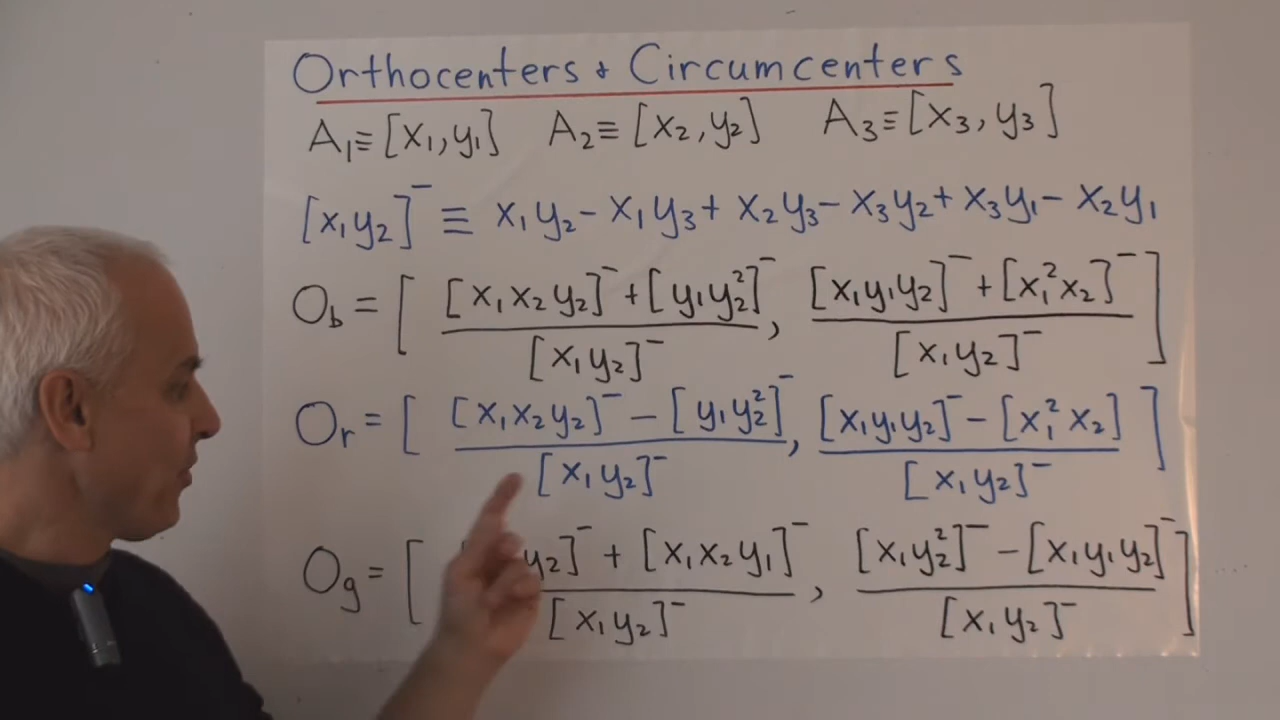 Orthocenters & Circumcenters
A₁≡[x₁,y₁] A₂≡[x₂,y₂] A₃≡[x₃,y₃]
[x₁y₂]⁻ ≡ x₁y₂ - x₁y₃ + x₂y₃ - x₃y₂ + x₃y₁ - x₂y₁
O_b = [ ([x₁x₂y₂]⁻ + [y₁y₂²]⁻) / [x₁y₂]⁻ , ([x₁y₁y₂]⁻ + [x₁²x₂]⁻) / [x₁y₂]⁻ ]
O_r = [ ([x₁x₂y₂]⁻ - [y₁y₂²]⁻) / [x₁y₂]⁻ , ([x₁y₁y₂]⁻ - [x₁²x₂]) / [x₁y₂]⁻ ]
O_g = [ y₂]⁻ + [x₁x₂y₁]⁻ / [x₁y₂]⁻ , ([x₁y₂²]⁻ - [x₁y₁y₂]⁻) / [x₁y₂]⁻ ]